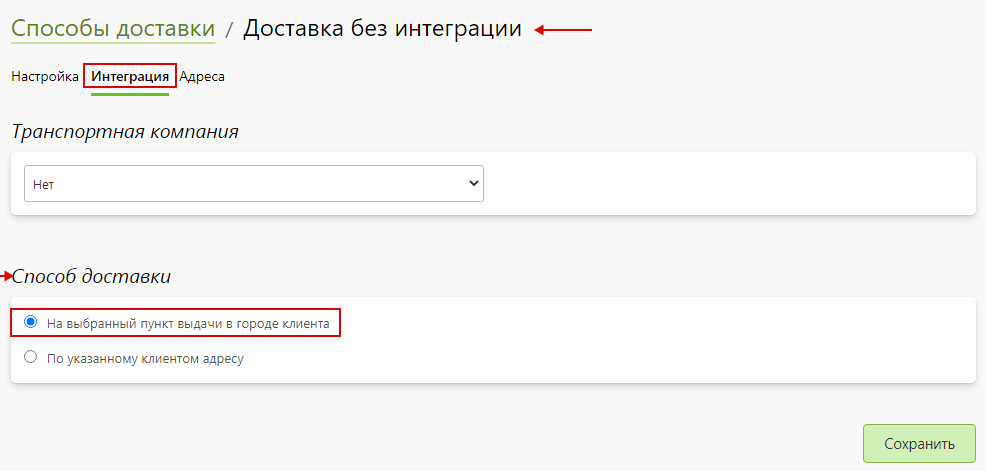 Способы доставки / Доставка без интеграции
Настройка Интеграция Адреса
Транспортная компания
Нет
Способ доставки
На выбранный пункт выдачи в городе клиента
По указанному клиентом адресу
Сохранить